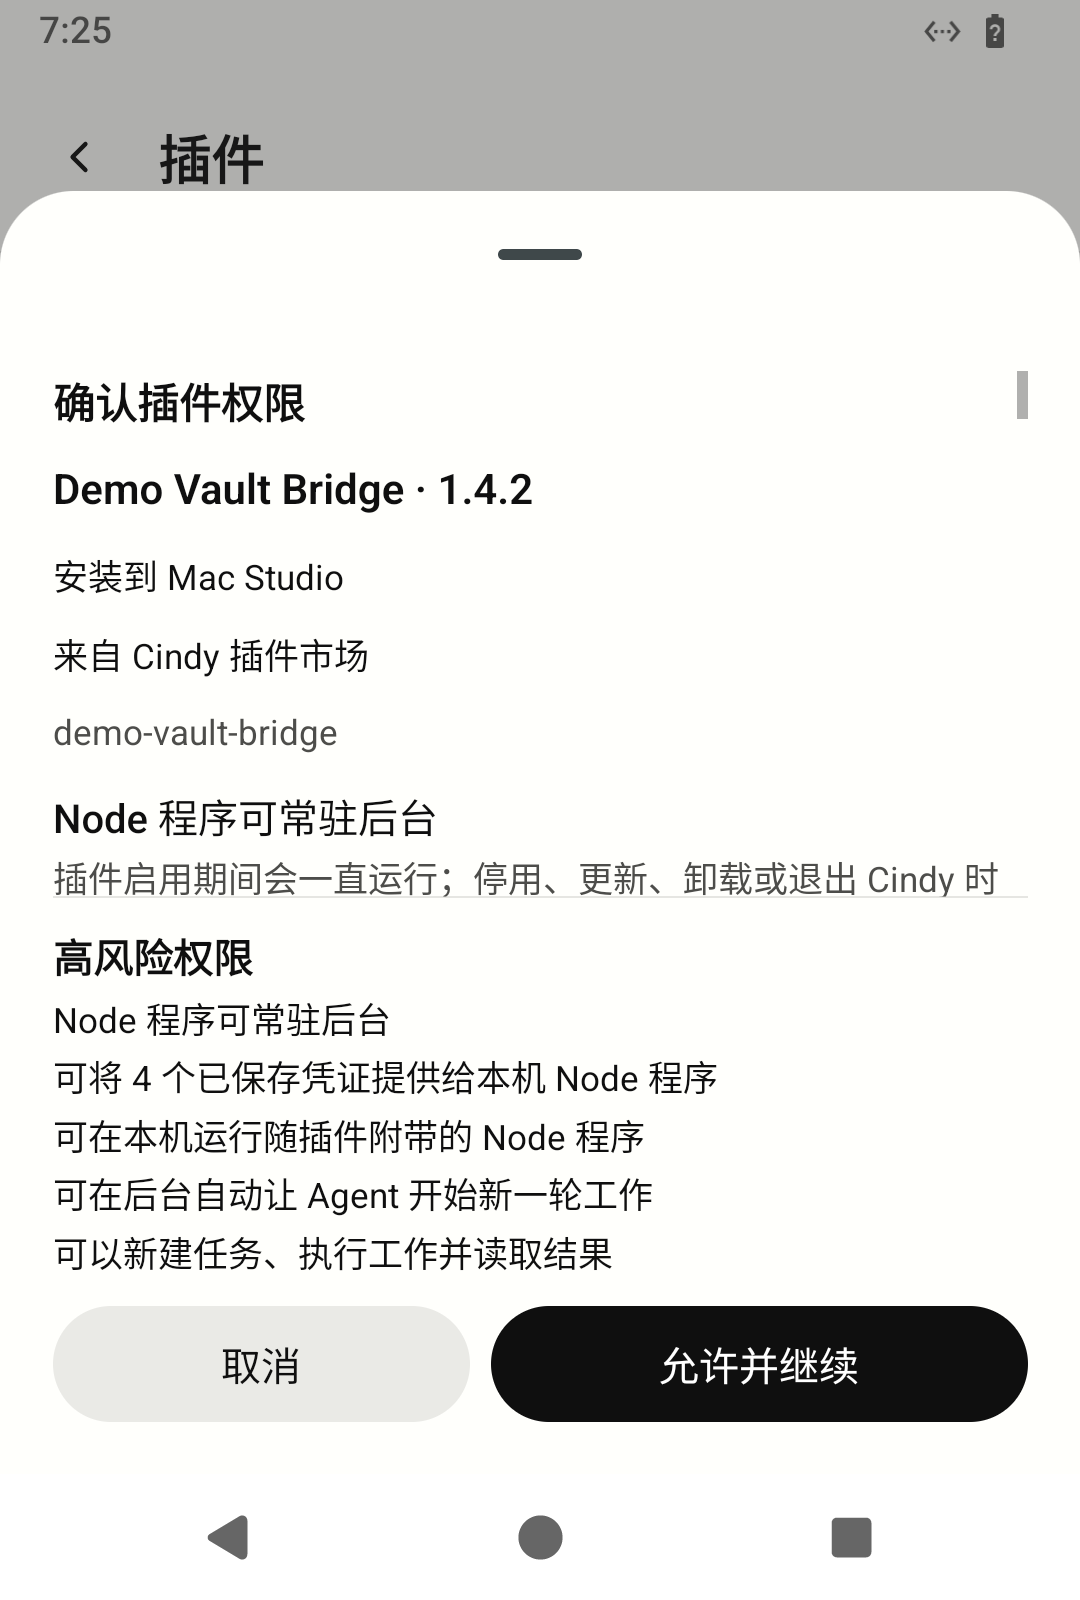 7:25
插件
确认插件权限
Demo Vault Bridge · 1.4.2
安装到 Mac Studio
来自 Cindy 插件市场
demo-vault-bridge
Node 程序可常驻后台
插件启用期间会一直运行；停用、更新、卸载或退出 Cindy 时
高风险权限
Node 程序可常驻后台
可将 4 个已保存凭证提供给本机 Node 程序
可在本机运行随插件附带的 Node 程序
可在后台自动让 Agent 开始新一轮工作
可以新建任务、执行工作并读取结果
取消
允许并继续